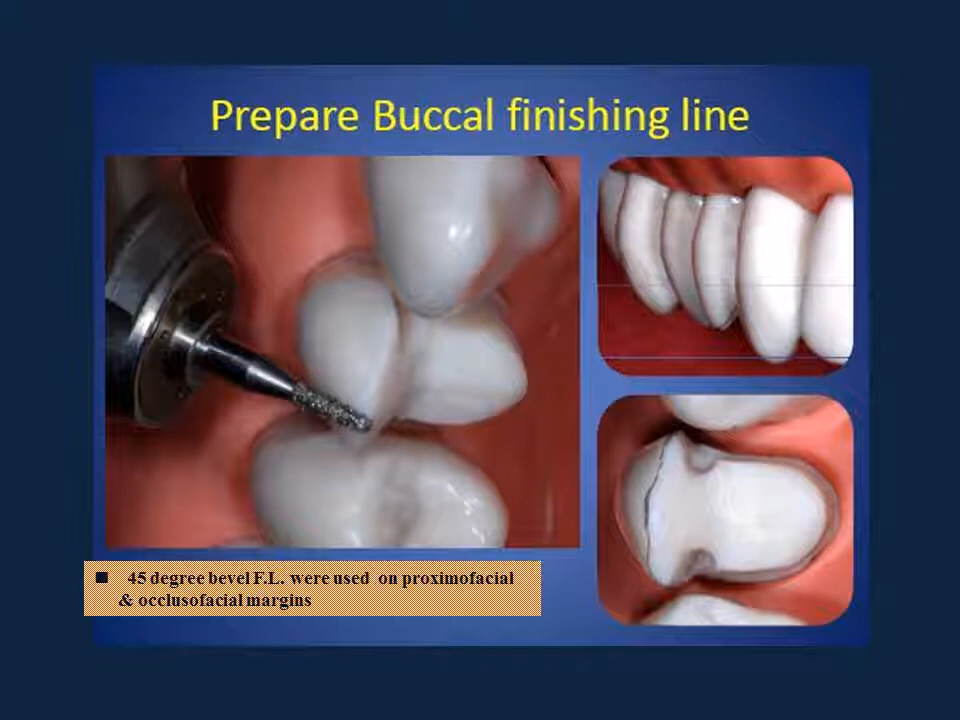 Prepare Buccal finishing line
■ 45 degree bevel F.L. were used on proximofacial
& occlusofacial margins